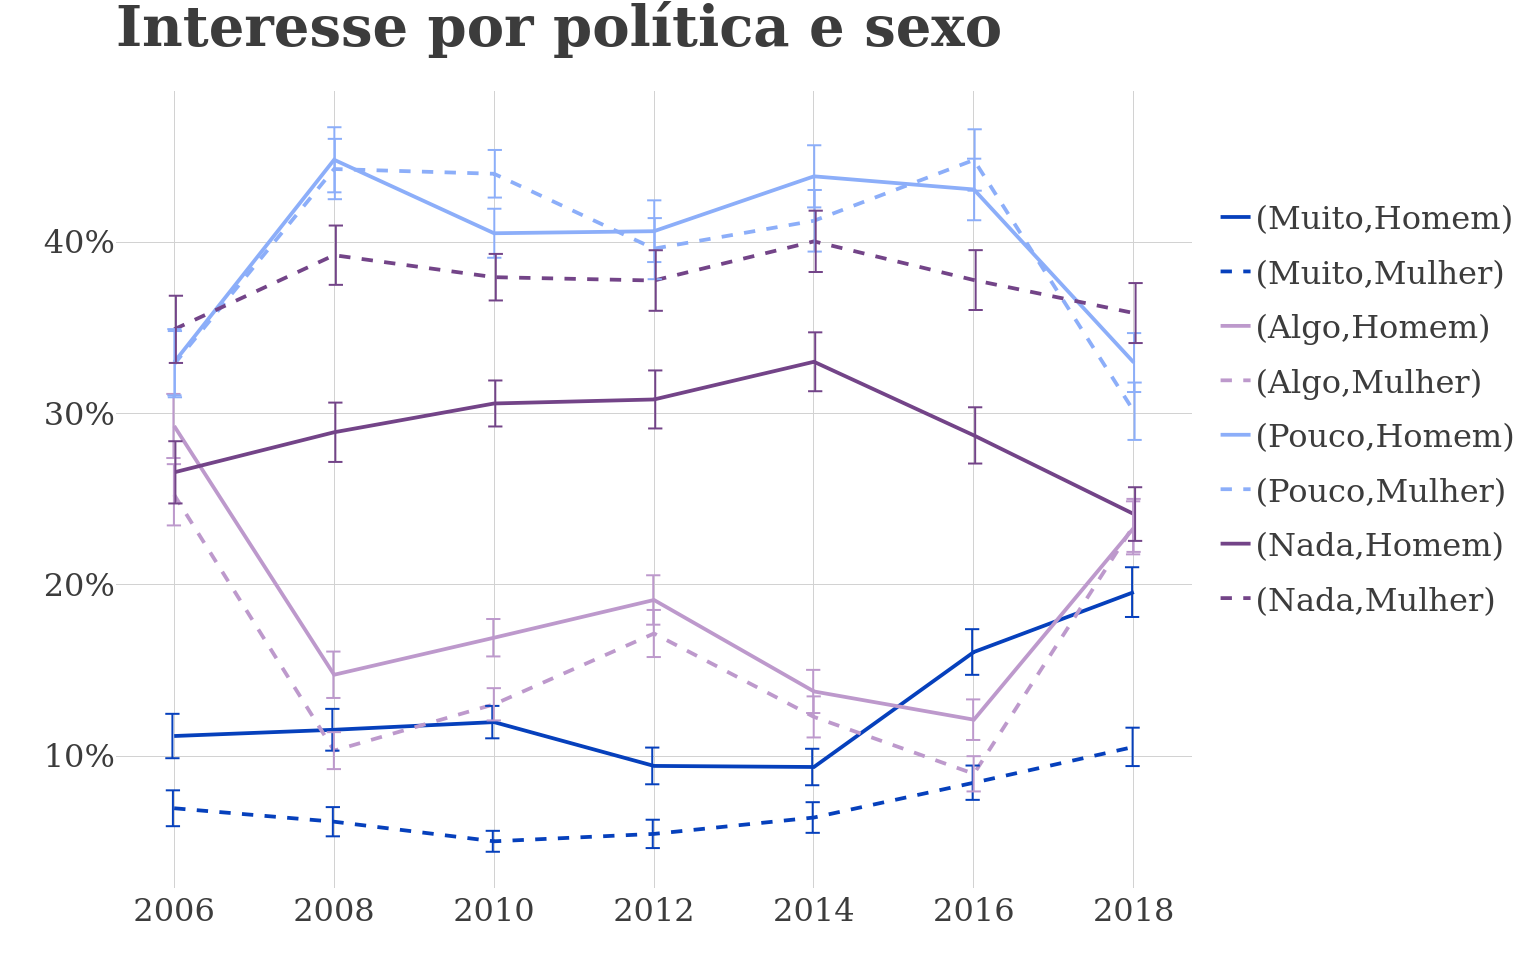 Interesse por política e sexo
40%
30%
20%
10%
2006 2008 2010 2012 2014 2016 2018
(Muito,Homem)
(Muito,Mulher)
(Algo,Homem)
(Algo,Mulher)
(Pouco,Homem)
(Pouco,Mulher)
(Nada,Homem)
(Nada,Mulher)